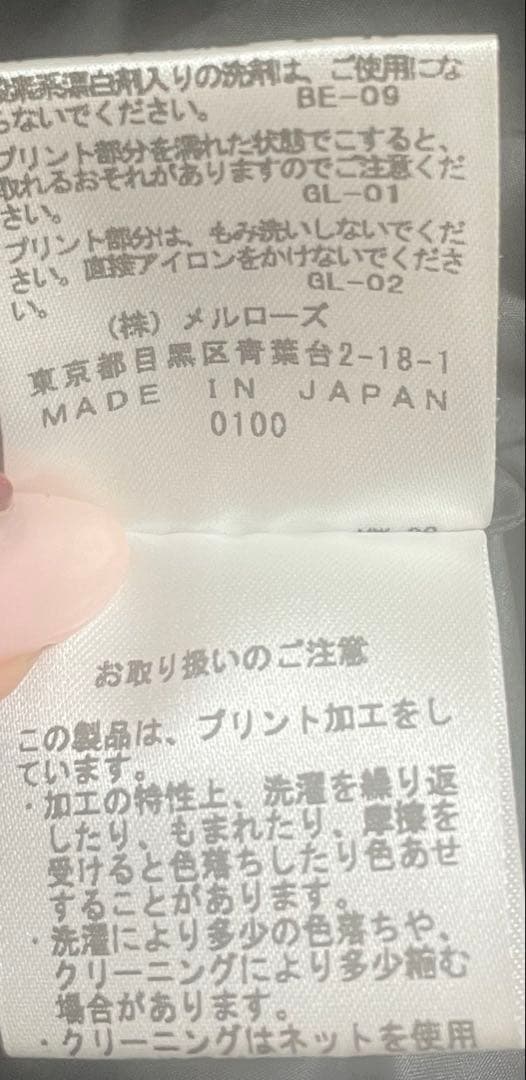 酸素系漂白剤入りの洗剤は、ご使用にな
らないでください。 BE-09
プリント部分を濡れた状態でこすると、
取れるおそれがありますのでご注意くだ
さい。 GL-01
プリント部分は、もみ洗いしないでくだ
さい。直接アイロンをかけないでくださ
い。 GL-02
(株) メルローズ
東京都目黒区青葉台2-18-1
MADE IN JAPAN
0100
お取り扱いのご注意
この製品は、プリント加工をし
ています。
・加工の特性上、洗濯を繰り返
したり、もまれたり、摩擦を
受けると色落ちしたり色あせ
することがあります。
・洗濯により多少の色落ちや、
クリーニングにより多少縮む
場合があります。
・クリーニングはネットを使用